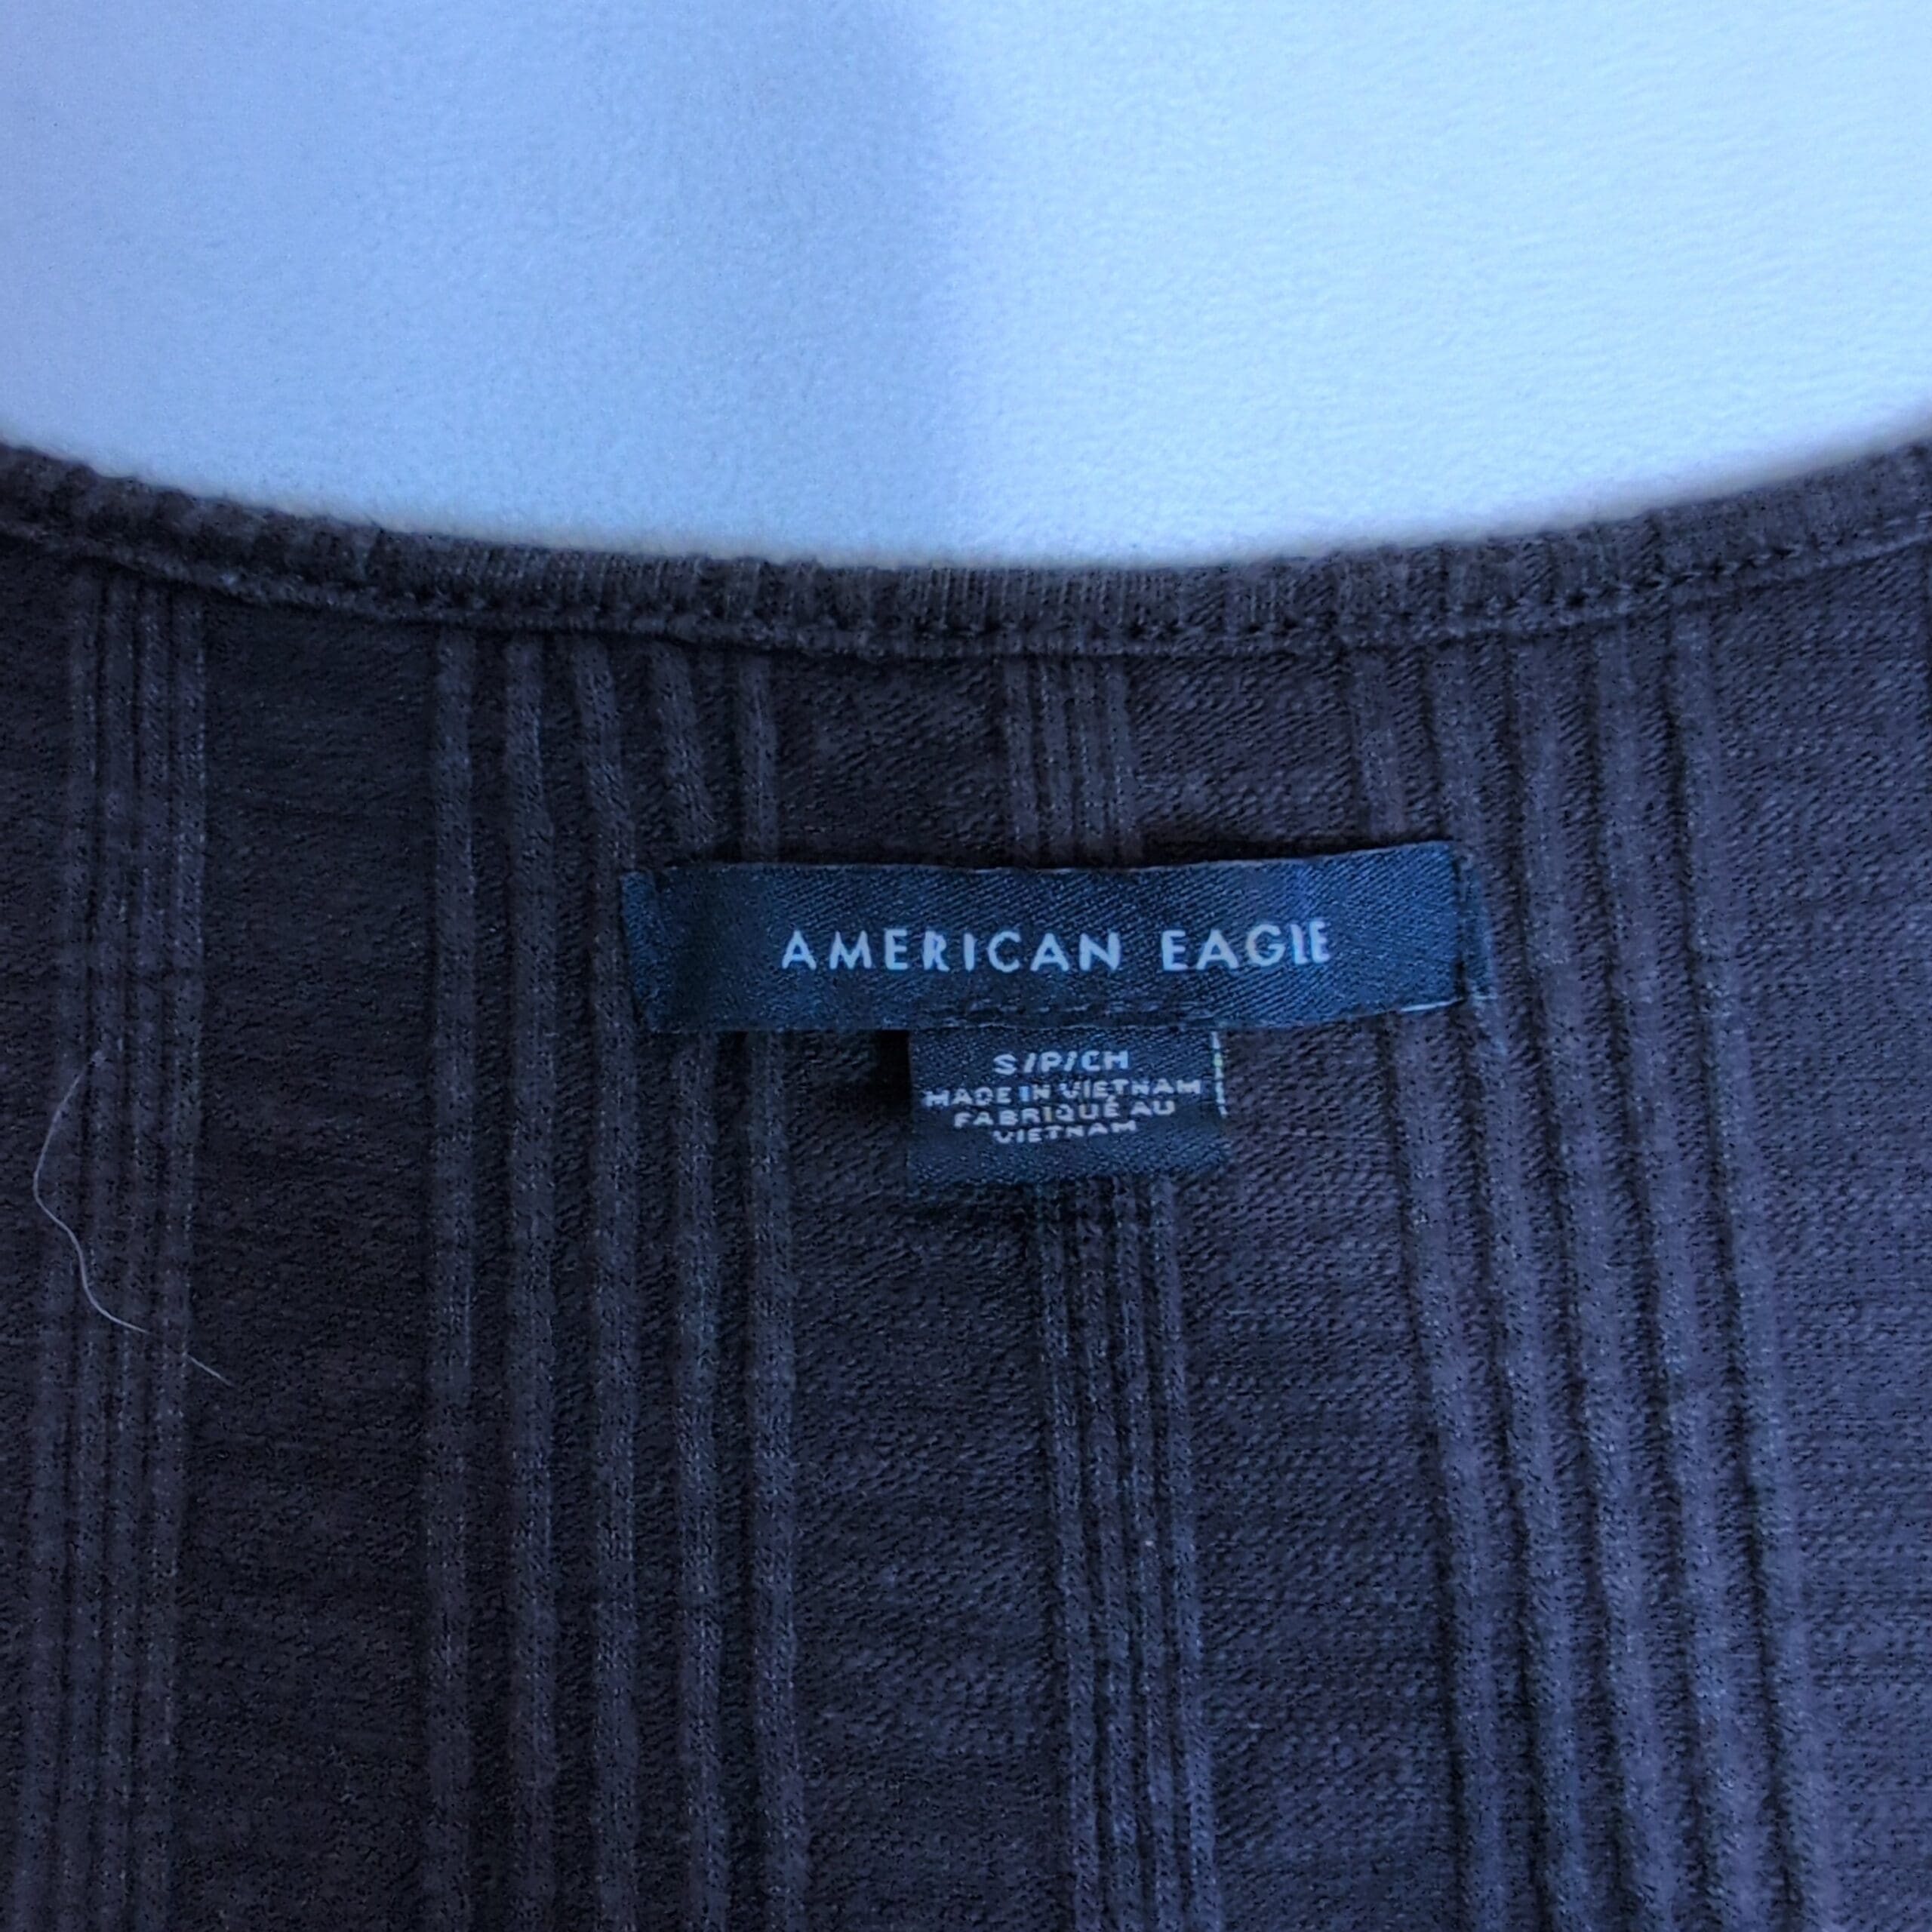 AMERICAN EAGLE
S/P/CH
MADE IN VIETNAM
FABRIQUÉ AU
VIETNAM